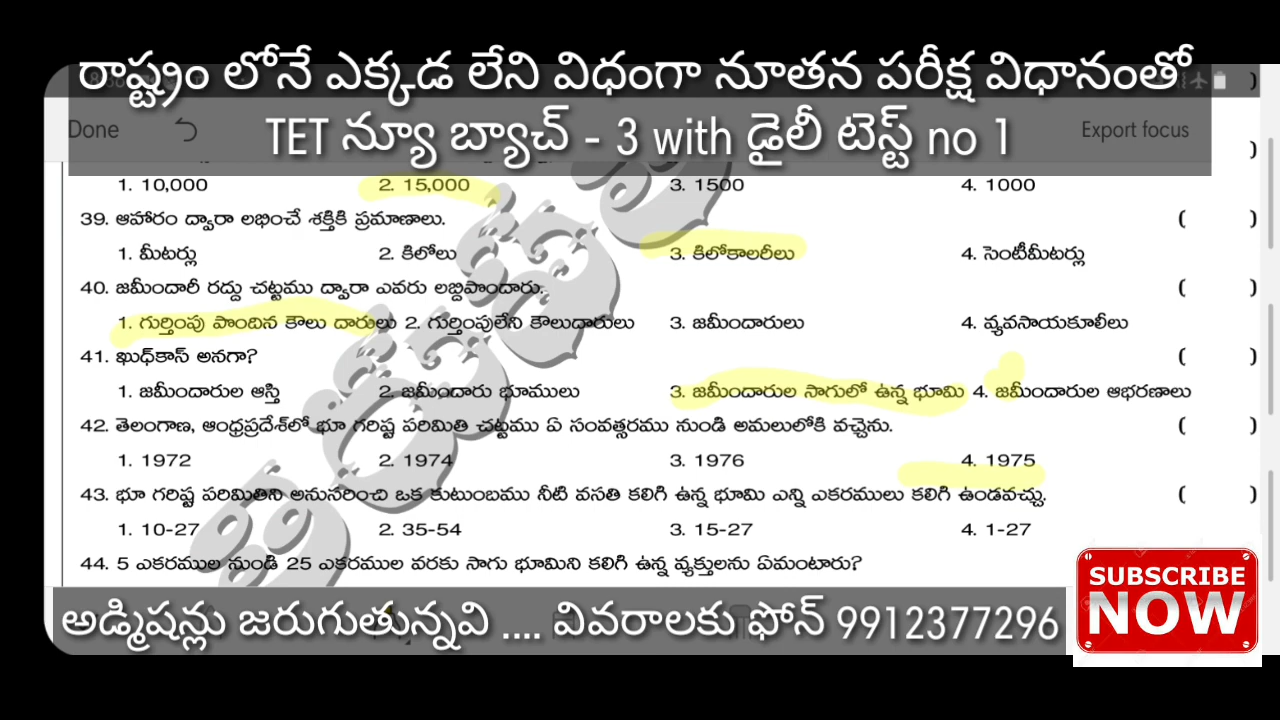 రాష్ట్రం లోనే ఎక్కడ లేని విధంగా నూతన పరీక్ష విధానంతో
TET న్యూ బ్యాచ్ - 3 with డైలీ టెస్ట్ no 1
Done Export focus
1. 10,000 2. 15,000 3. 1500 4. 1000
39. ఆహారం ద్వారా లభించే శక్తికి ప్రమాణాలు. ( )
1. మీటర్లు 2. కిలోలు 3. కిలోకాలరీలు 4. సెంటీమీటర్లు
40. జమీందారీ రద్దు చట్టము ద్వారా ఎవరు లబ్దిపొందారు. ( )
1. గుర్తింపు పొందిన కౌలు దారులు 2. గుర్తింపులేని కౌలుదారులు 3. జమీందారులు 4. వ్యవసాయకూలీలు
41. ఖుధ్‌కాస్ అనగా? ( )
1. జమీందారుల ఆస్తి 2. జమీందారు భూములు 3. జమీందారుల సాగులో ఉన్న భూమి 4. జమీందారుల ఆభరణాలు
42. తెలంగాణ, ఆంధ్రప్రదేశ్‌లో భూ గరిష్ట పరిమితి చట్టము ఏ సంవత్సరము నుండి అమలులోకి వచ్చెను. ( )
1. 1972 2. 1974 3. 1976 4. 1975
43. భూ గరిష్ట పరిమితిని అనుసరించి ఒక కుటుంబము నీటి వసతి కలిగి ఉన్న భూమి ఎన్ని ఎకరములు కలిగి ఉండవచ్చు. ( )
1. 10-27 2. 35-54 3. 15-27 4. 1-27
44. 5 ఎకరముల నుండి 25 ఎకరముల వరకు సాగు భూమిని కలిగి ఉన్న వ్యక్తులను ఏమంటారు?
అడ్మిషన్లు జరుగుతున్నవి .... వివరాలకు ఫోన్ 9912377296
SUBSCRIBE
NOW